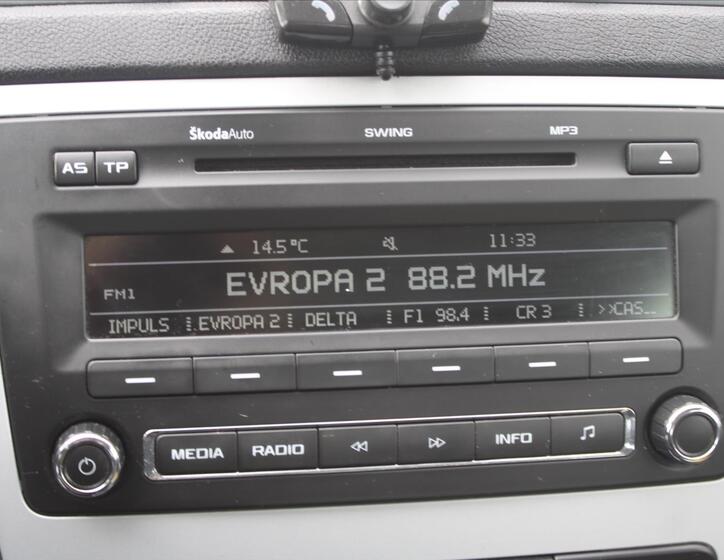 ŠkodaAuto SWING MP3
AS TP
14.5°C 11:33
EVROPA 2 88.2 MHz
FM1
IMPULS EVROPA 2 DELTA F1 98.4 CR 3 >>CAS
MEDIA RADIO INFO